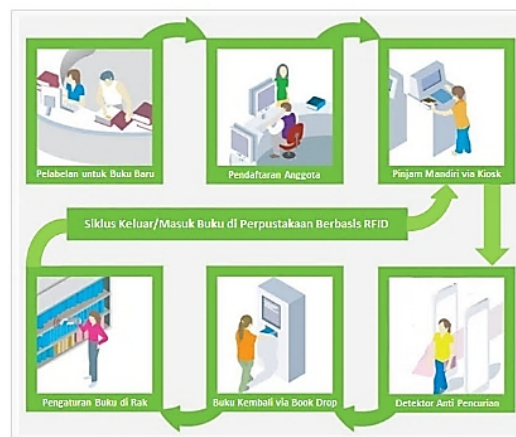 Pelabelan untuk Buku Baru
Pendaftaran Anggota
Pinjam Mandiri via Kiosk
Siklus Keluar/Masuk Buku di Perpustakaan Berbasis RFID
Pengaturan Buku di Rak
Buku Kembali via Book Drop
Detektor Anti Pencurian